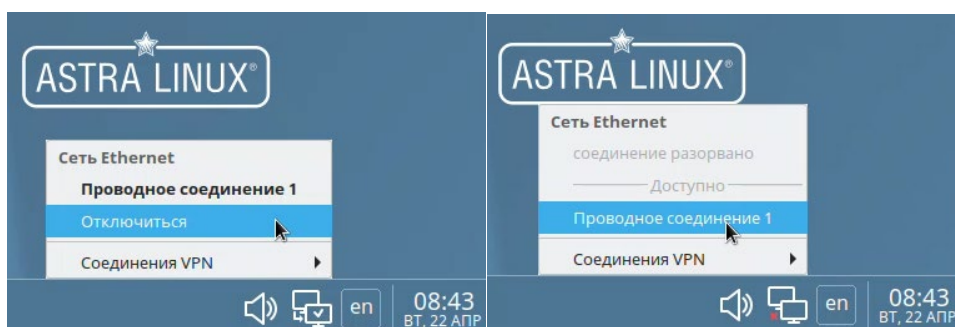 ASTRA LINUX®
Сеть Ethernet
Проводное соединение 1
Отключиться
Соединения VPN
en
08:43
ВТ, 22 АПР
ASTRA LINUX®
Сеть Ethernet
соединение разорвано
Доступно
Проводное соединение 1
Соединения VPN
en
08:43
ВТ, 22 АПР